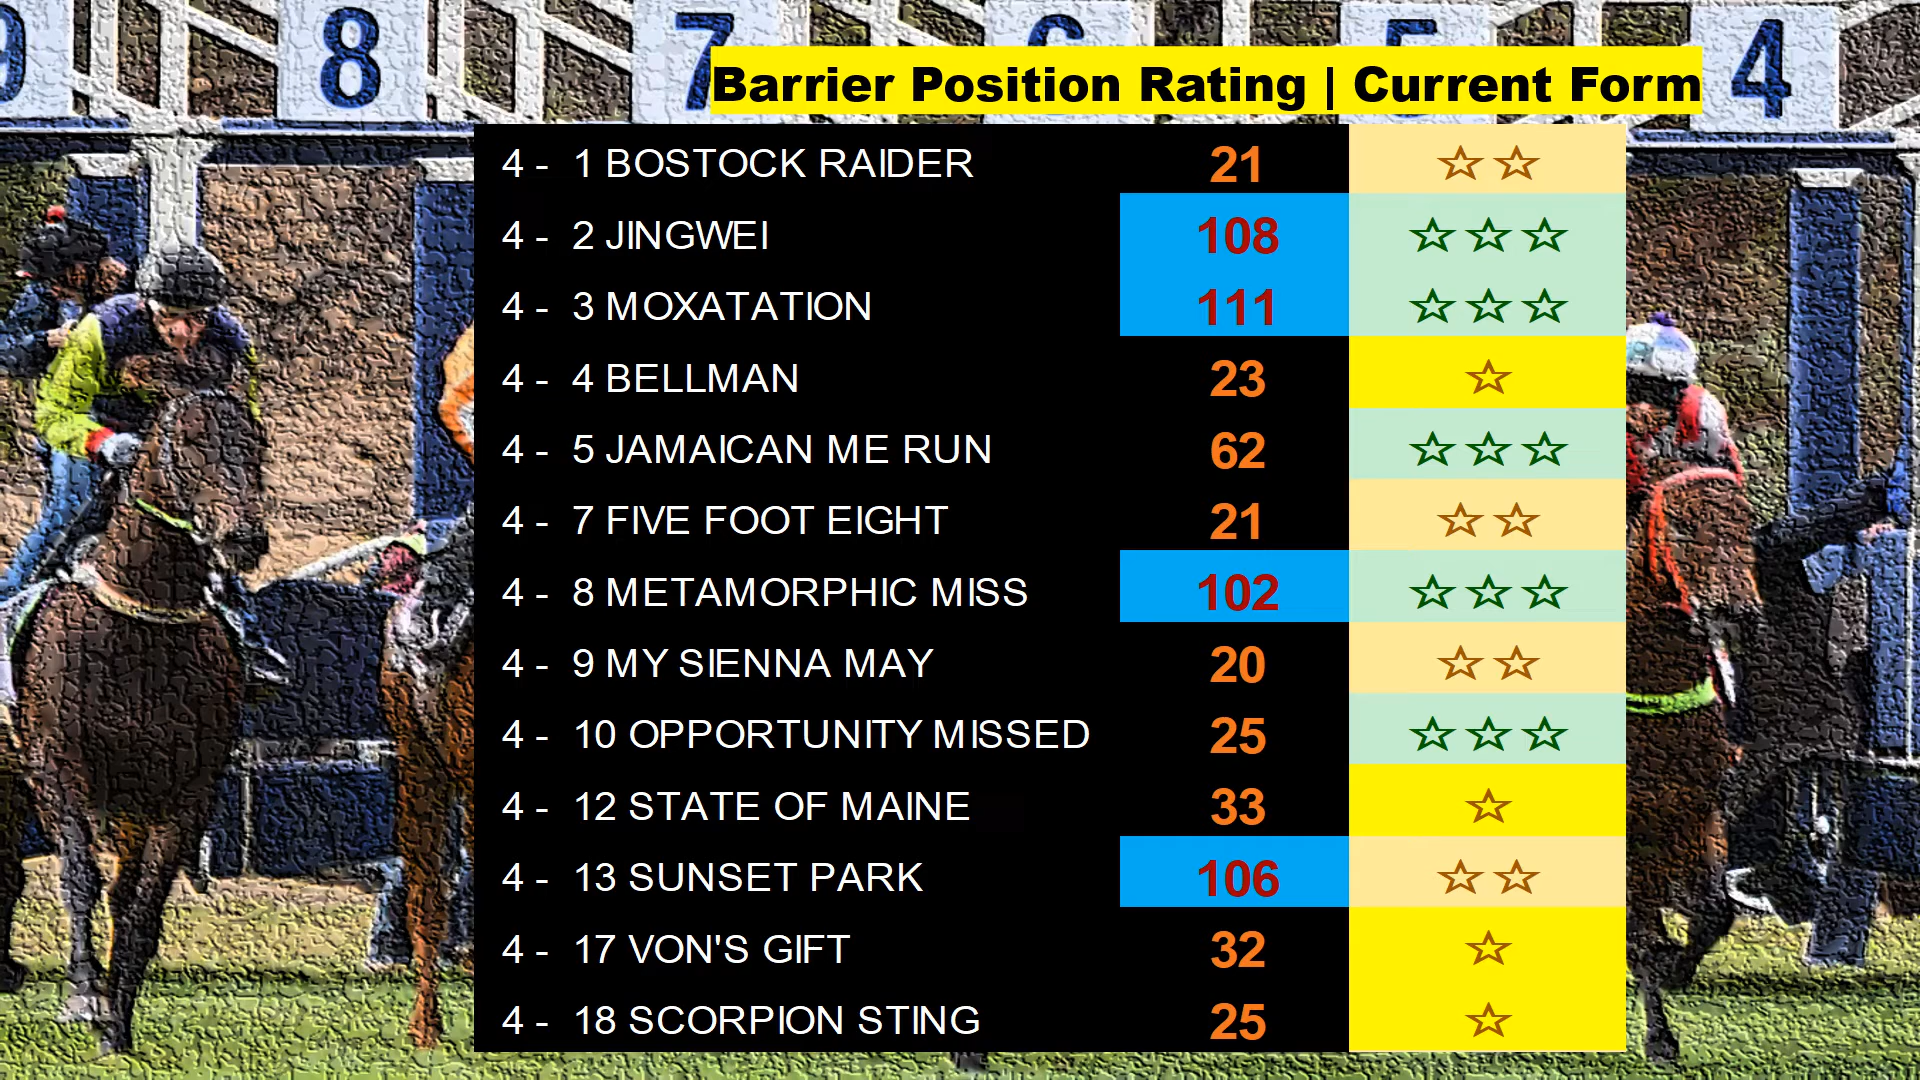 9 8 7 6 5 4
Barrier Position Rating | Current Form
4 - 1 BOSTOCK RAIDER 21 ☆☆
4 - 2 JINGWEI 108 ☆☆☆
4 - 3 MOXATATION 111 ☆☆☆
4 - 4 BELLMAN 23 ☆
4 - 5 JAMAICAN ME RUN 62 ☆☆☆
4 - 7 FIVE FOOT EIGHT 21 ☆☆
4 - 8 METAMORPHIC MISS 102 ☆☆☆
4 - 9 MY SIENNA MAY 20 ☆☆
4 - 10 OPPORTUNITY MISSED 25 ☆☆☆
4 - 12 STATE OF MAINE 33 ☆
4 - 13 SUNSET PARK 106 ☆☆
4 - 17 VON'S GIFT 32 ☆
4 - 18 SCORPION STING 25 ☆